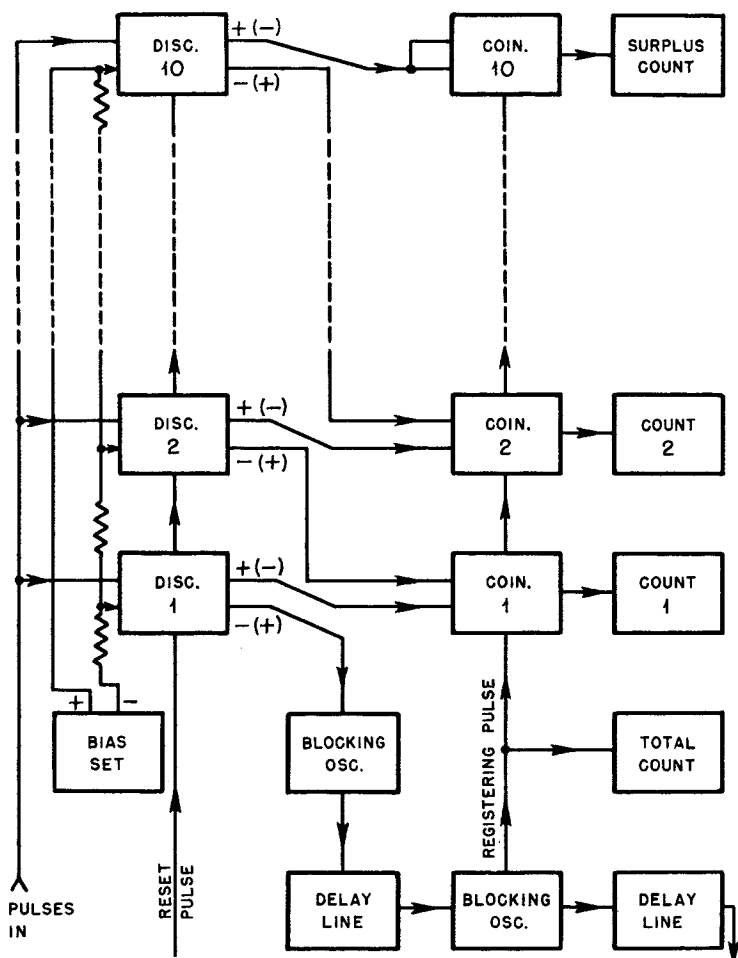 DISC.
10
+(−)
−(+)
COIN.
10
SURPLUS
COUNT
DISC.
2
+(−)
−(+)
COIN.
2
COUNT
2
DISC.
1
+(−)
−(+)
COIN.
1
COUNT
1
+
−
BIAS
SET
BLOCKING
OSC.
REGISTERING PULSE
TOTAL
COUNT
PULSES
IN
RESET
PULSE
DELAY
LINE
BLOCKING
OSC.
DELAY
LINE